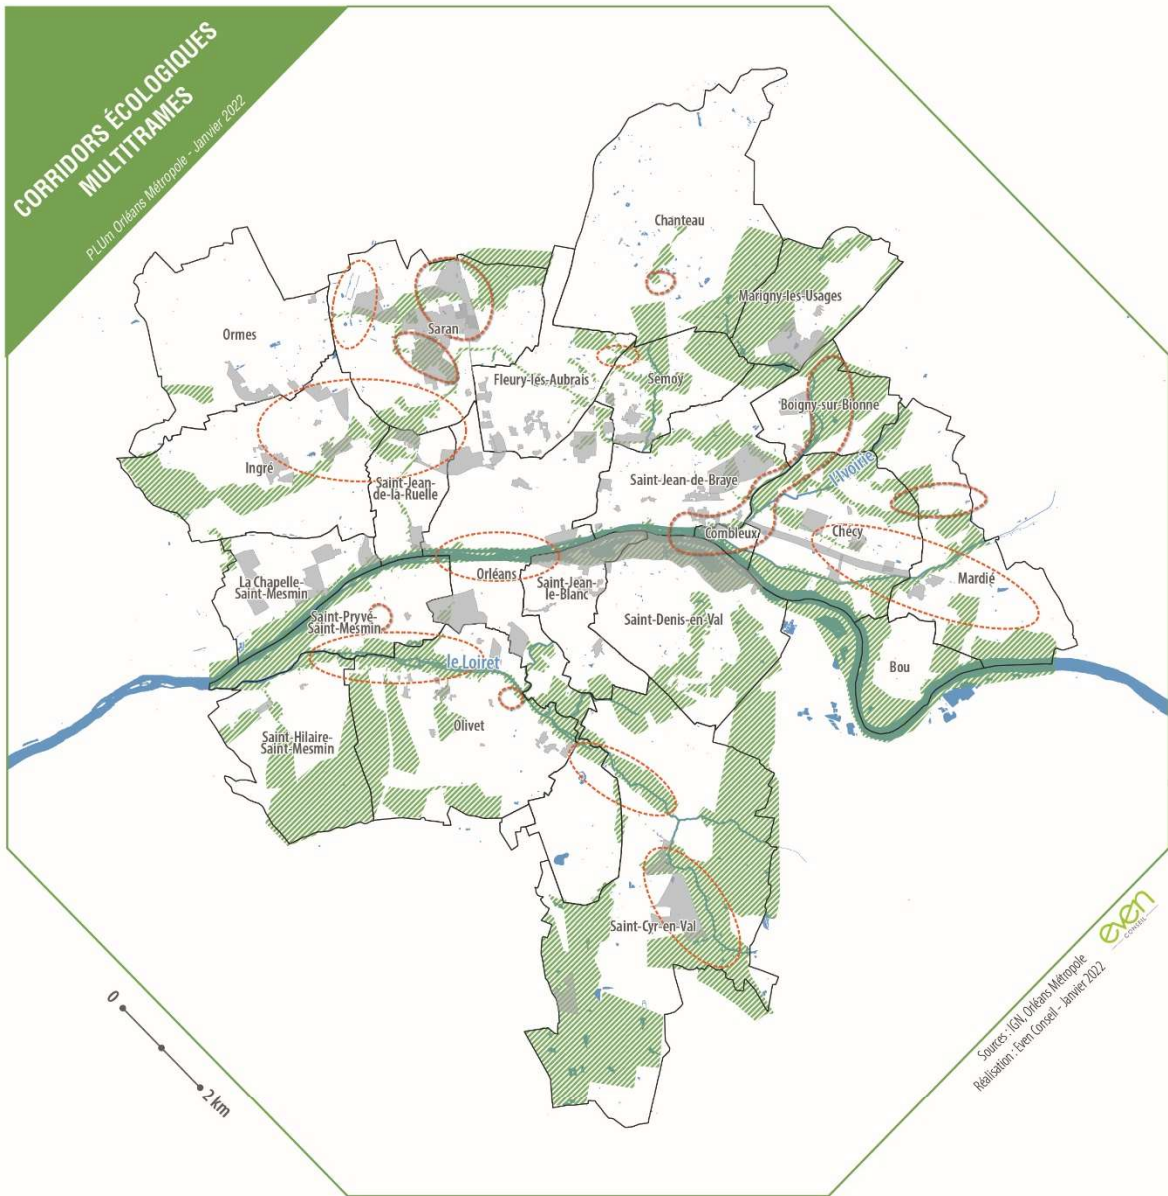 CORRIDORS ÉCOLOGIQUES
MULTITRAMES
PLUm Orléans Métropole - Janvier 2022
Chanteau
Marigny-les-Usages
Ormes
Saran
Fleury-les-Aubrais
Semoy
Boigny-sur-Bionne
Ingré
Saint-Jean-
de-la-Ruelle
Saint-Jean-de-Braye
l'Ivoirie
Combleux
Chécy
La Chapelle-
Saint-Mesmin
Orléans
Saint-Jean-
le-Blanc
Mardié
Saint-Pryvé-
Saint-Mesmin
Saint-Denis-en-Val
le Loiret
Bou
Saint-Hilaire-
Saint-Mesmin
Olivet
Saint-Cyr-en-Val
0
2 km
even
CONSEIL
Sources : IGN, Orléans Métropole
Réalisation : Even Conseil - Janvier 2022